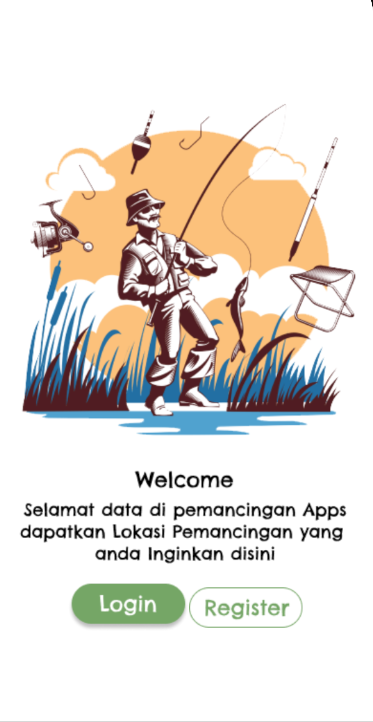 Welcome
Selamat data di pemancingan Apps
dapatkan Lokasi Pemancingan yang
anda Inginkan disini
Login
Register